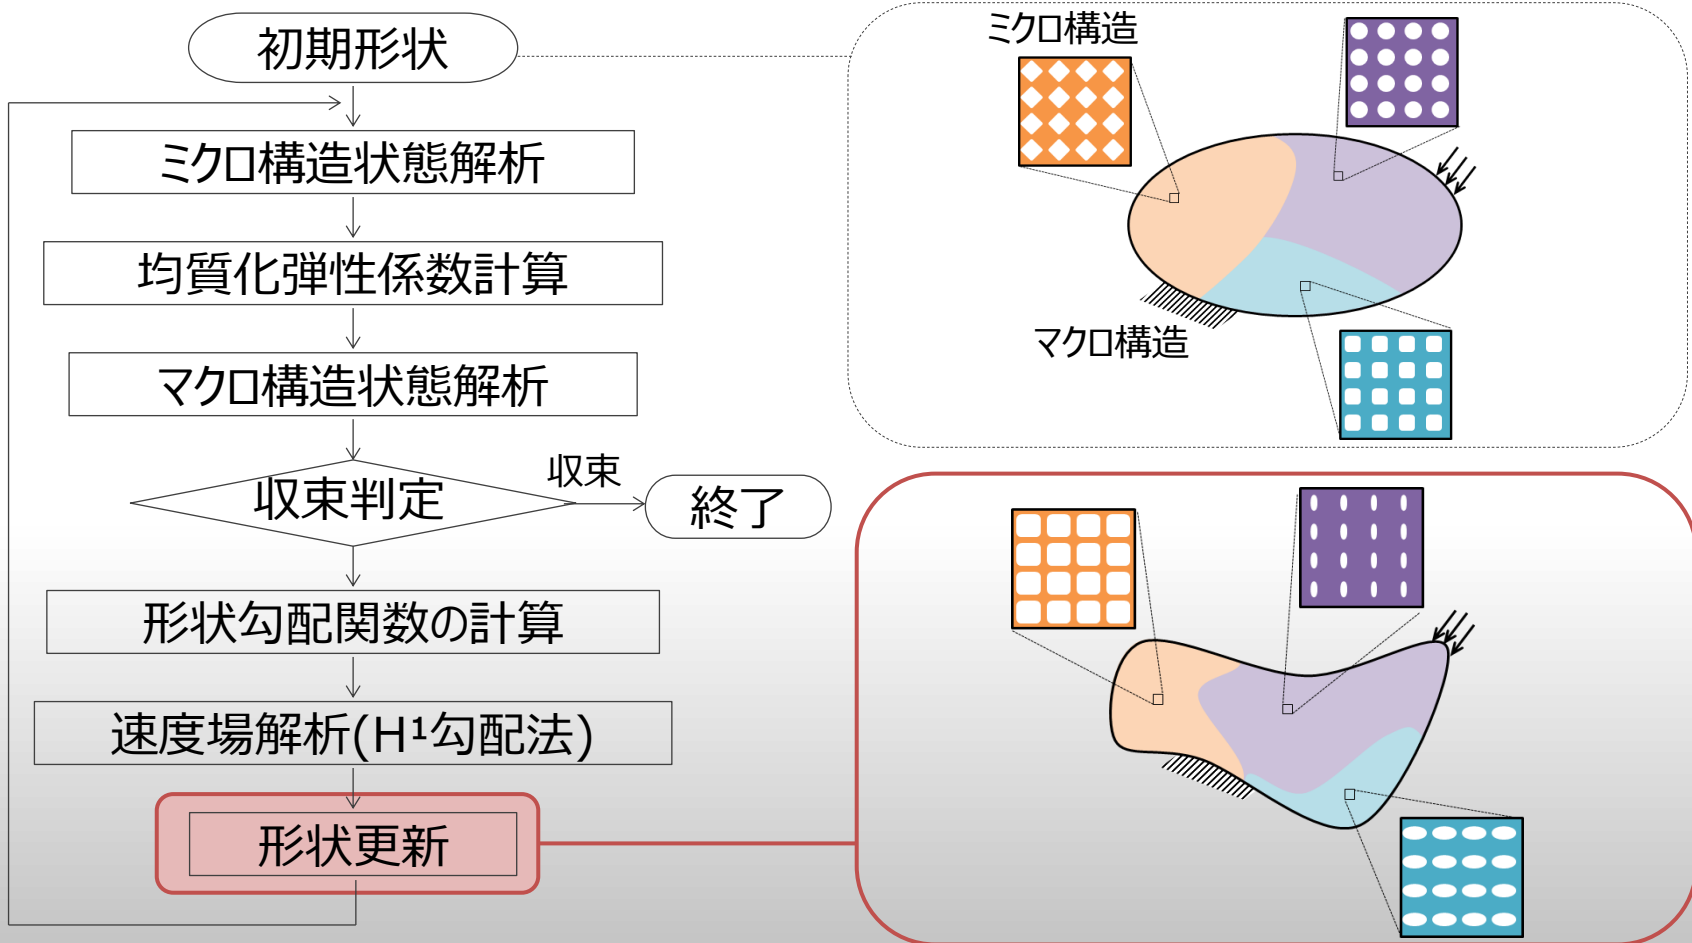 初期形状
ミクロ構造状態解析
均質化弾性係数計算
マクロ構造状態解析
収束判定
収束
終了
形状勾配関数の計算
速度場解析(H¹勾配法)
形状更新
ミクロ構造
マクロ構造